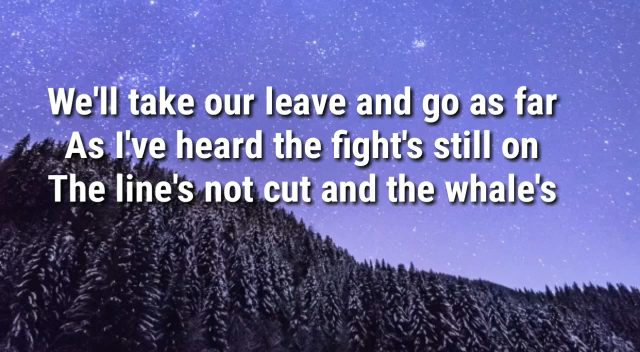 We'll take our leave and go as far
As I've heard the fight's still on
The line's not cut and the whale's